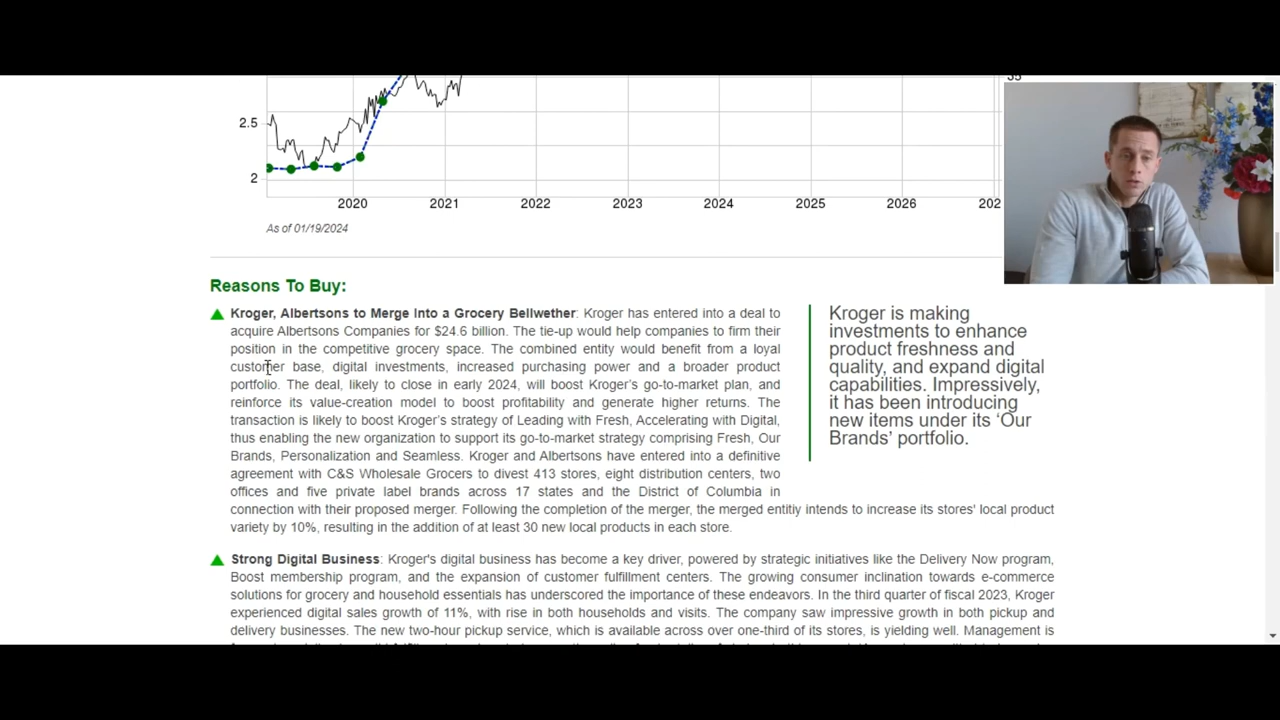 35
2.5
2
2020 2021 2022 2023 2024 2025 2026 202
As of 01/19/2024
Reasons To Buy:
Kroger, Albertsons to Merge Into a Grocery Bellwether: Kroger has entered into a deal to
acquire Albertsons Companies for $24.6 billion. The tie-up would help companies to firm their
position in the competitive grocery space. The combined entity would benefit from a loyal
customer base, digital investments, increased purchasing power and a broader product
portfolio. The deal, likely to close in early 2024, will boost Kroger's go-to-market plan, and
reinforce its value-creation model to boost profitability and generate higher returns. The
transaction is likely to boost Kroger's strategy of Leading with Fresh, Accelerating with Digital,
thus enabling the new organization to support its go-to-market strategy comprising Fresh, Our
Brands, Personalization and Seamless. Kroger and Albertsons have entered into a definitive
agreement with C&S Wholesale Grocers to divest 413 stores, eight distribution centers, two
offices and five private label brands across 17 states and the District of Columbia in
connection with their proposed merger. Following the completion of the merger, the merged entitiy intends to increase its stores' local product
variety by 10%, resulting in the addition of at least 30 new local products in each store.
Kroger is making
investments to enhance
product freshness and
quality, and expand digital
capabilities. Impressively,
it has been introducing
new items under its ‘Our
Brands’ portfolio.
Strong Digital Business: Kroger's digital business has become a key driver, powered by strategic initiatives like the Delivery Now program,
Boost membership program, and the expansion of customer fulfillment centers. The growing consumer inclination towards e-commerce
solutions for grocery and household essentials has underscored the importance of these endeavors. In the third quarter of fiscal 2023, Kroger
experienced digital sales growth of 11%, with rise in both households and visits. The company saw impressive growth in both pickup and
delivery businesses. The new two-hour pickup service, which is available across over one-third of its stores, is yielding well. Management is